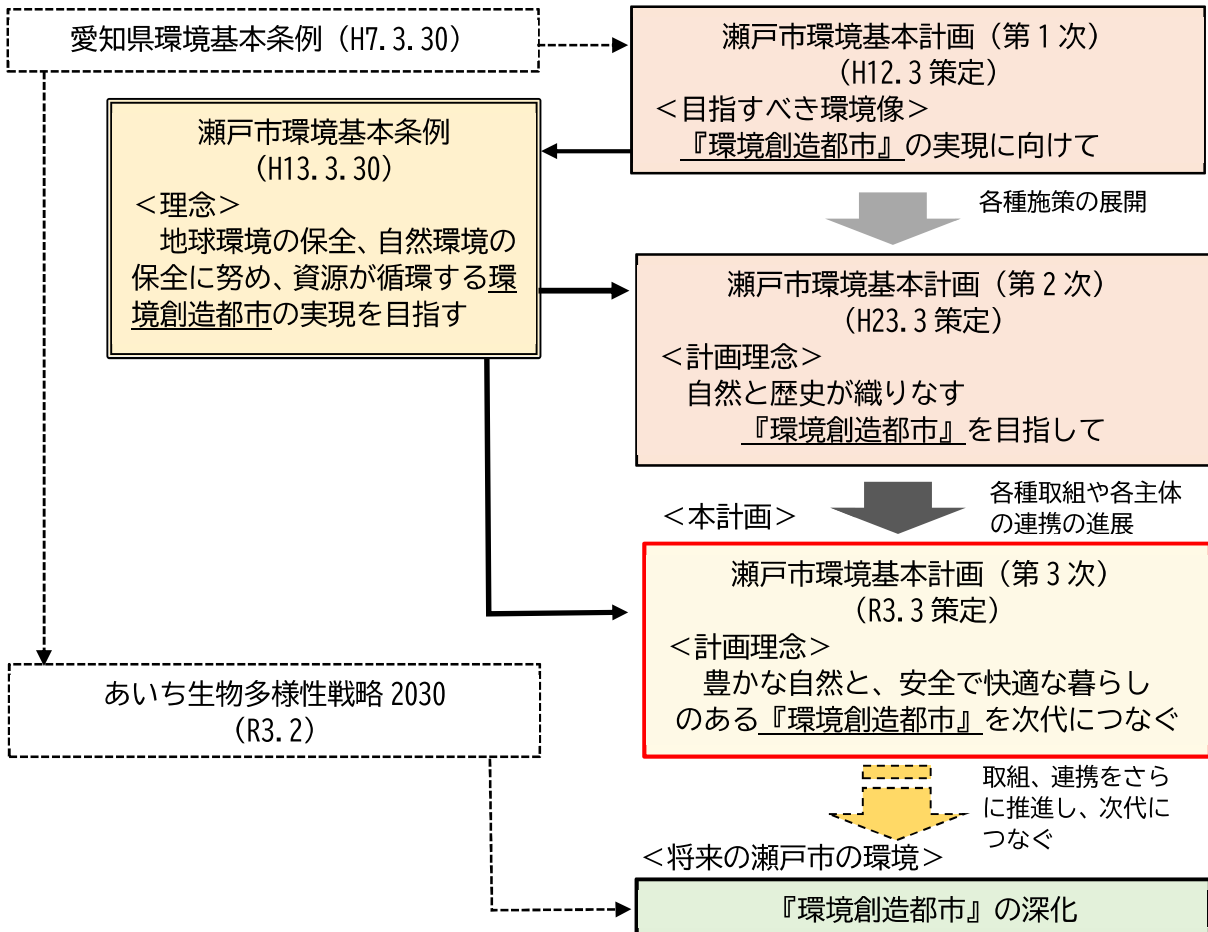 愛知県環境基本条例（H7.3.30）
瀬戸市環境基本計画（第１次）
（H12.3 策定）
＜目指すべき環境像＞
『環境創造都市』の実現に向けて
瀬戸市環境基本条例
（H13.3.30）
＜理念＞
地球環境の保全、自然環境の
保全に努め、資源が循環する環
境創造都市の実現を目指す
各種施策の展開
瀬戸市環境基本計画（第２次）
（H23.3 策定）
＜計画理念＞
自然と歴史が織りなす
『環境創造都市』を目指して
各種取組や各主体
の連携の進展
＜本計画＞
瀬戸市環境基本計画（第３次）
（R3.3 策定）
＜計画理念＞
豊かな自然と、安全で快適な暮らし
のある『環境創造都市』を次代につなぐ
あいち生物多様性戦略 2030
（R3.2）
取組、連携をさら
に推進し、次代に
つなぐ
＜将来の瀬戸市の環境＞
『環境創造都市』の深化